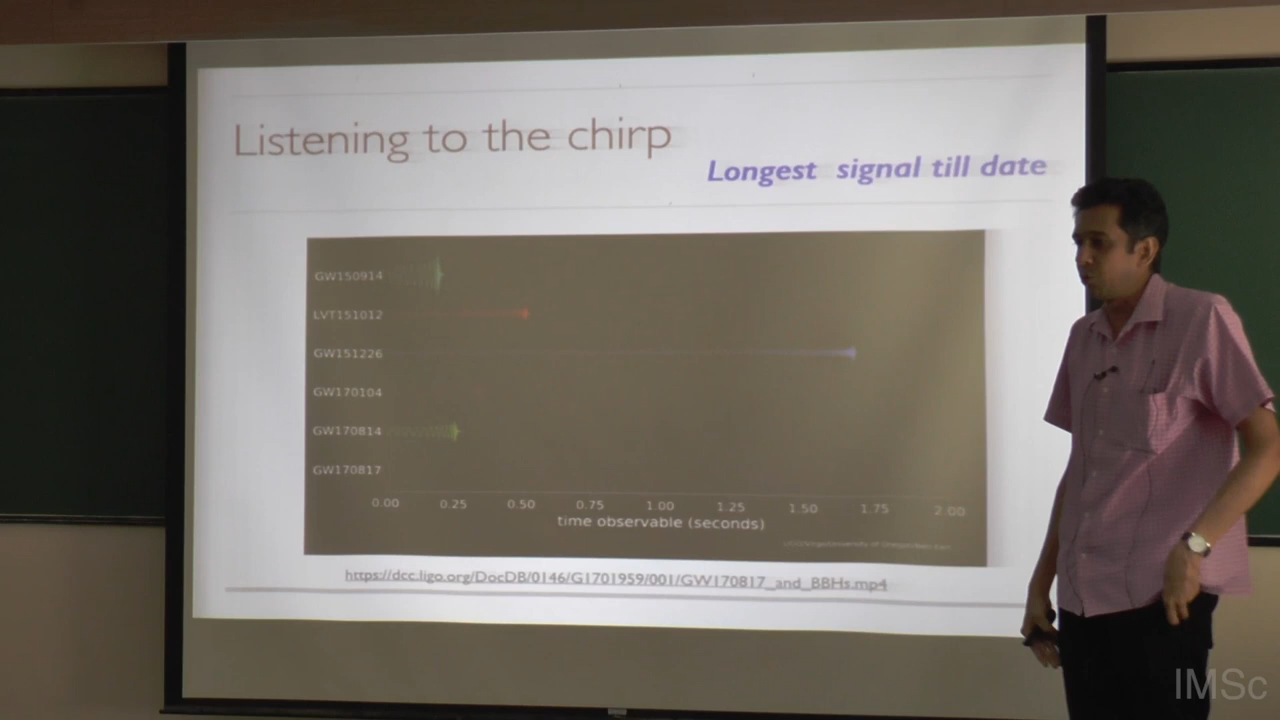 Listening to the chirp
Longest signal till date
GW150914
LVT151012
GW151226
GW170104
GW170814
GW170817
0.00 0.25 0.50 0.75 1.00 1.25 1.50 1.75 2.00
time observable (seconds)
https://dcc.ligo.org/DocDB/0146/G1701959/001/GW170817_and_BBHs.mp4
IMSc